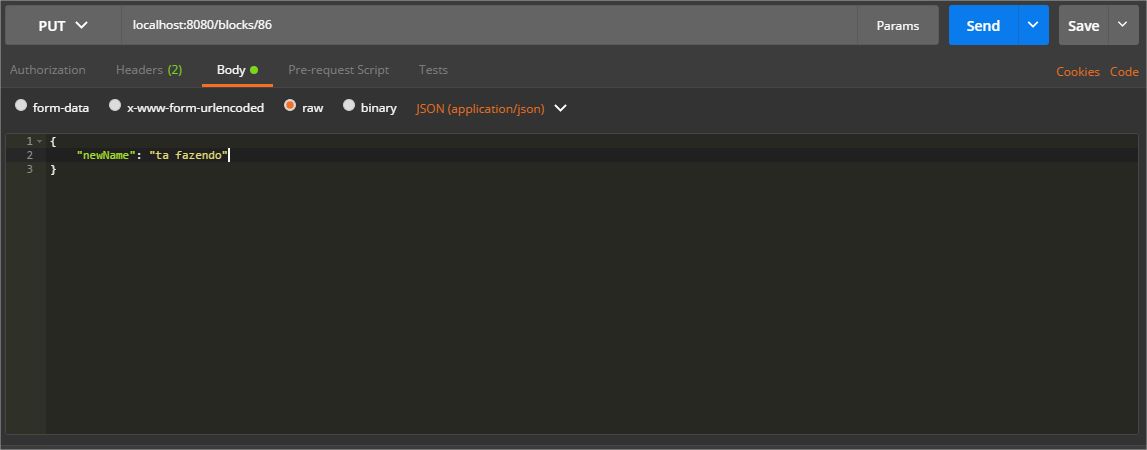 PUT localhost:8080/blocks/86 Params Send Save
Authorization Headers (2) Body Pre-request Script Tests Cookies Code
form-data x-www-form-urlencoded raw binary JSON (application/json)
1 {
2 "newName": "ta fazendo"
3 }